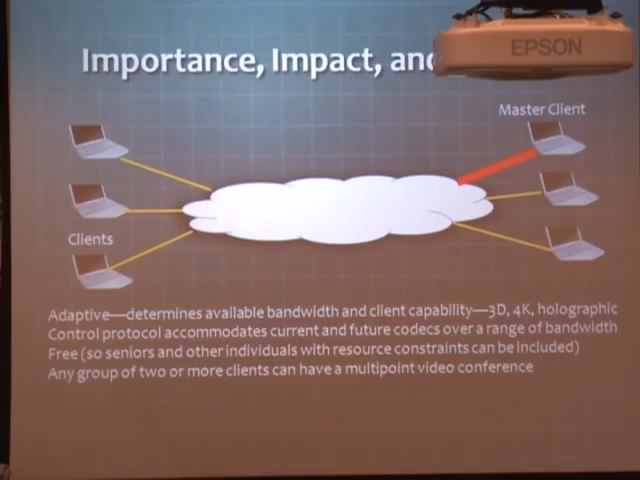 EPSON
Importance, Impact, and
Master Client
Clients
Adaptive—determines available bandwidth and client capability—3D, 4K, holographic
Control protocol accommodates current and future codecs over a range of bandwidth
Free (so seniors and other individuals with resource constraints can be included)
Any group of two or more clients can have a multipoint video conference